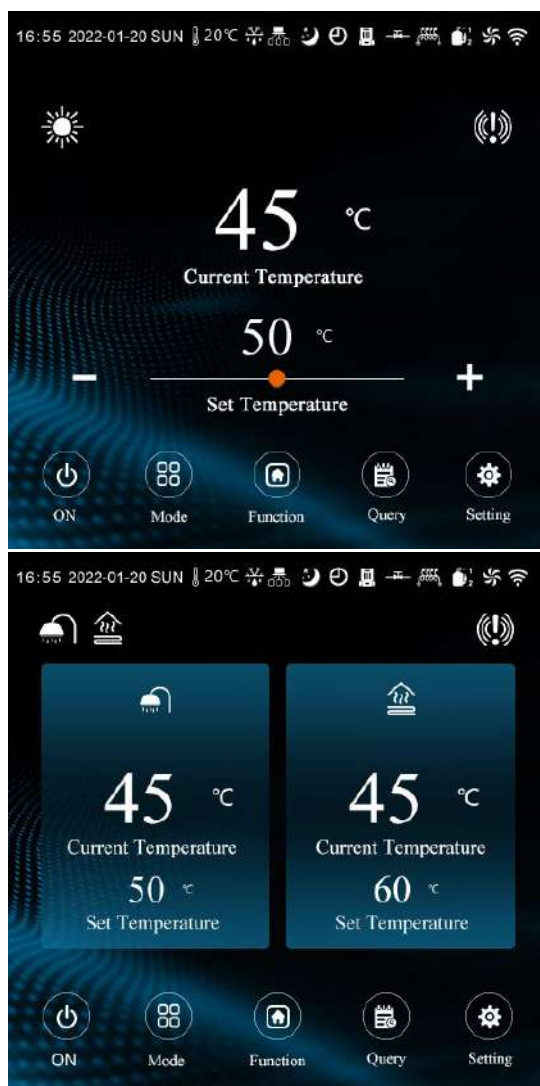 16:55 2022-01-20 SUN 20℃
45 ℃
Current Temperature
50 ℃
Set Temperature
ON Mode Function Query Setting
16:55 2022-01-20 SUN 20℃
45 ℃ 45 ℃
Current Temperature Current Temperature
50 ℃ 60 ℃
Set Temperature Set Temperature
ON Mode Function Query Setting